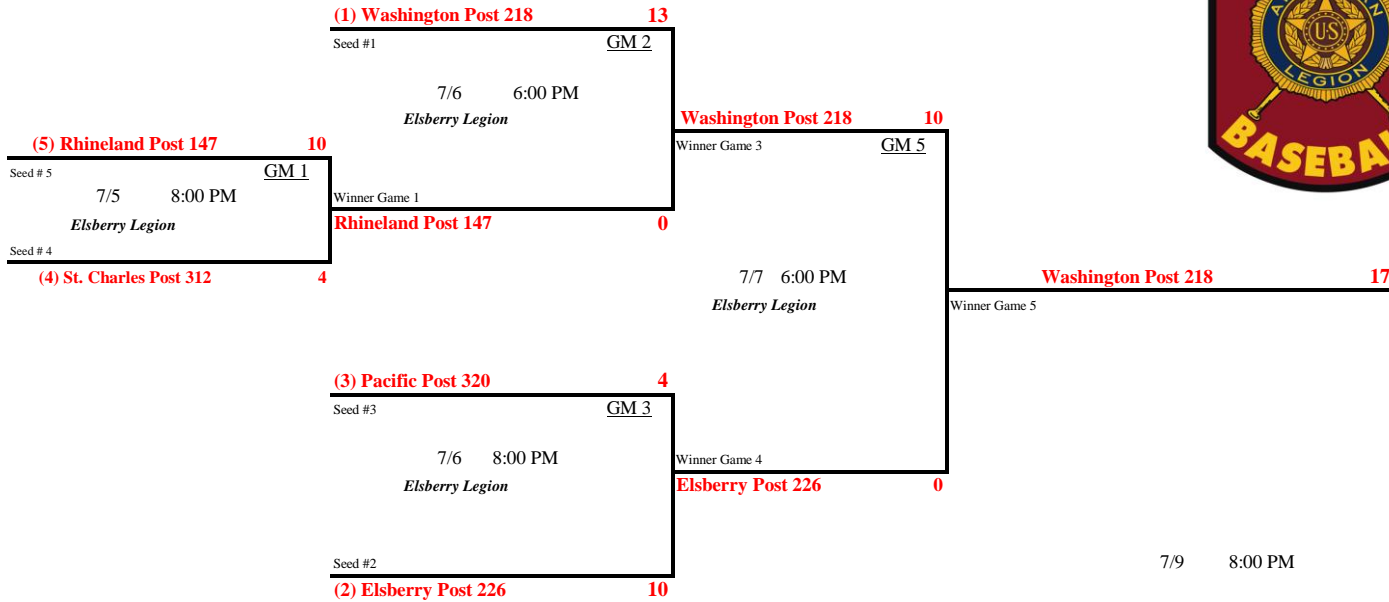 (1) Washington Post 218 13
Seed #1 GM 2
7/6 6:00 PM
Elsberry Legion
(5) Rhineland Post 147 10
Seed # 5 GM 1
7/5 8:00 PM
Elsberry Legion
Seed # 4
(4) St. Charles Post 312 4
Winner Game 1
Rhineland Post 147 0
Washington Post 218 10
Winner Game 3 GM 5
7/7 6:00 PM
Elsberry Legion
(3) Pacific Post 320 4
Seed #3 GM 3
7/6 8:00 PM
Elsberry Legion
Seed #2
(2) Elsberry Post 226 10
Winner Game 4
Elsberry Post 226 0
Washington Post 218 17
Winner Game 5
7/9 8:00 PM
US
LEGION